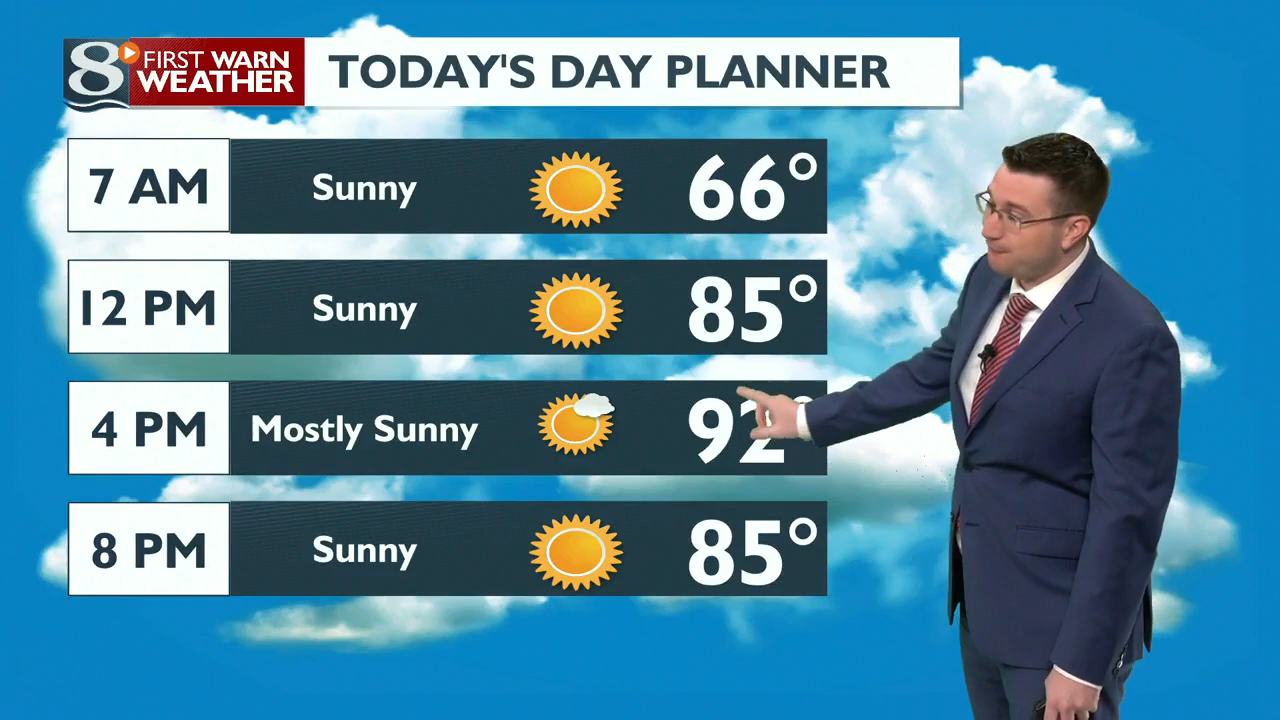 8 FIRST WARN
WEATHER
TODAY'S DAY PLANNER
7 AM Sunny 66°
12 PM Sunny 85°
4 PM Mostly Sunny 92°
8 PM Sunny 85°